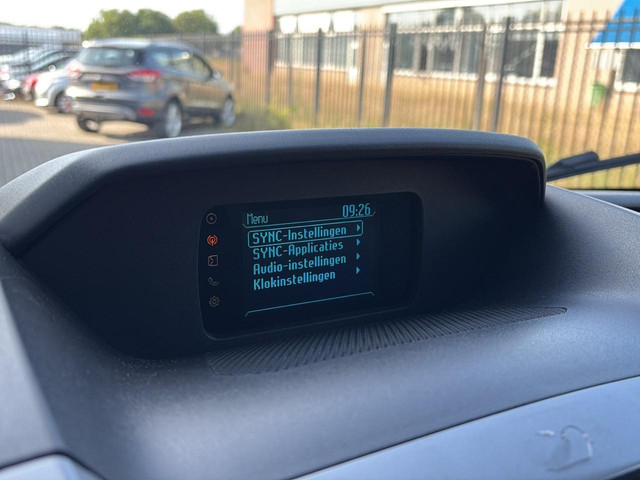 Menu 09:26
SYNC-Instellingen
SYNC-Applicaties
Audio-instellingen
Klokinstellingen